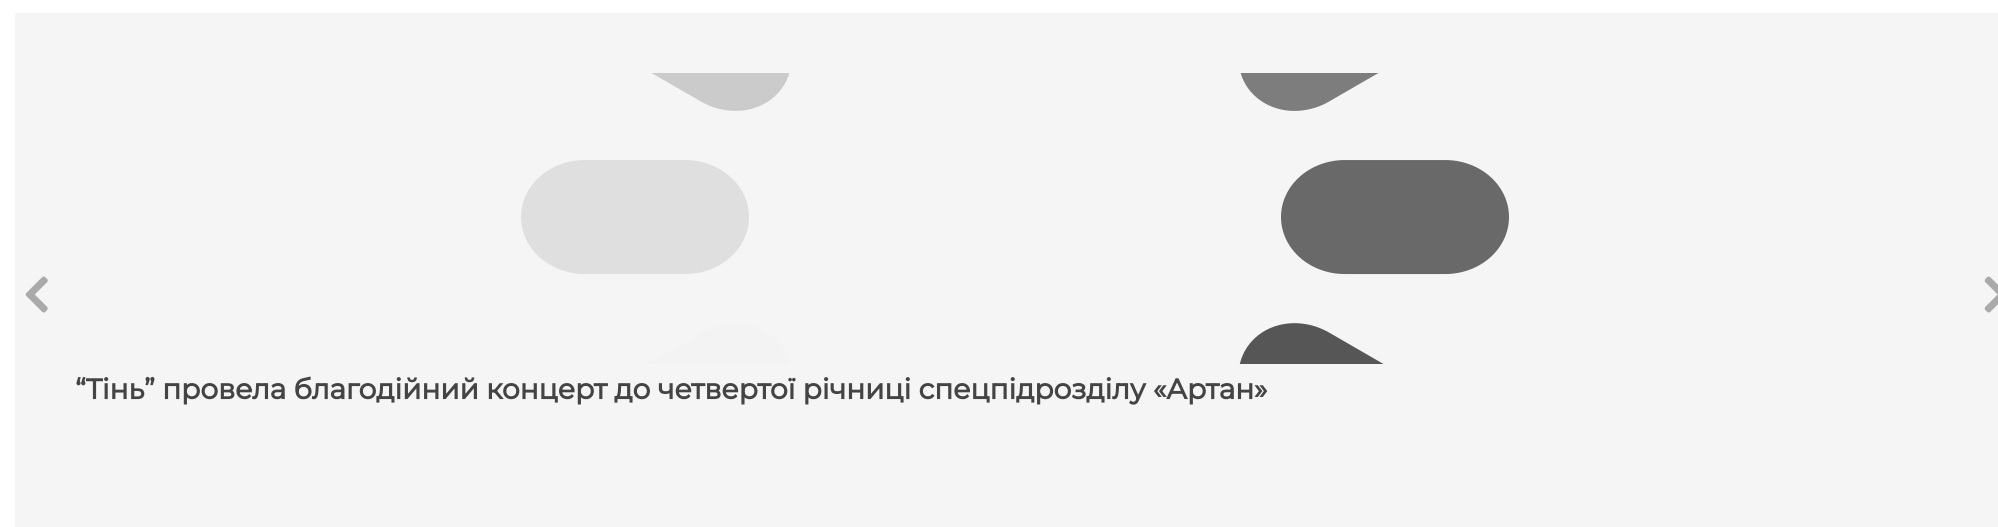 “Тінь” провела благодійний концерт до четвертої річниці спецпідрозділу «Артан»